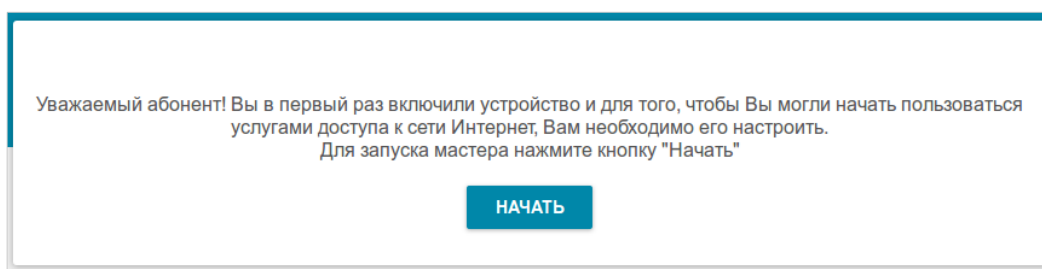 Уважаемый абонент! Вы в первый раз включили устройство и для того, чтобы Вы могли начать пользоваться
услугами доступа к сети Интернет, Вам необходимо его настроить.
Для запуска мастера нажмите кнопку "Начать"
НАЧАТЬ